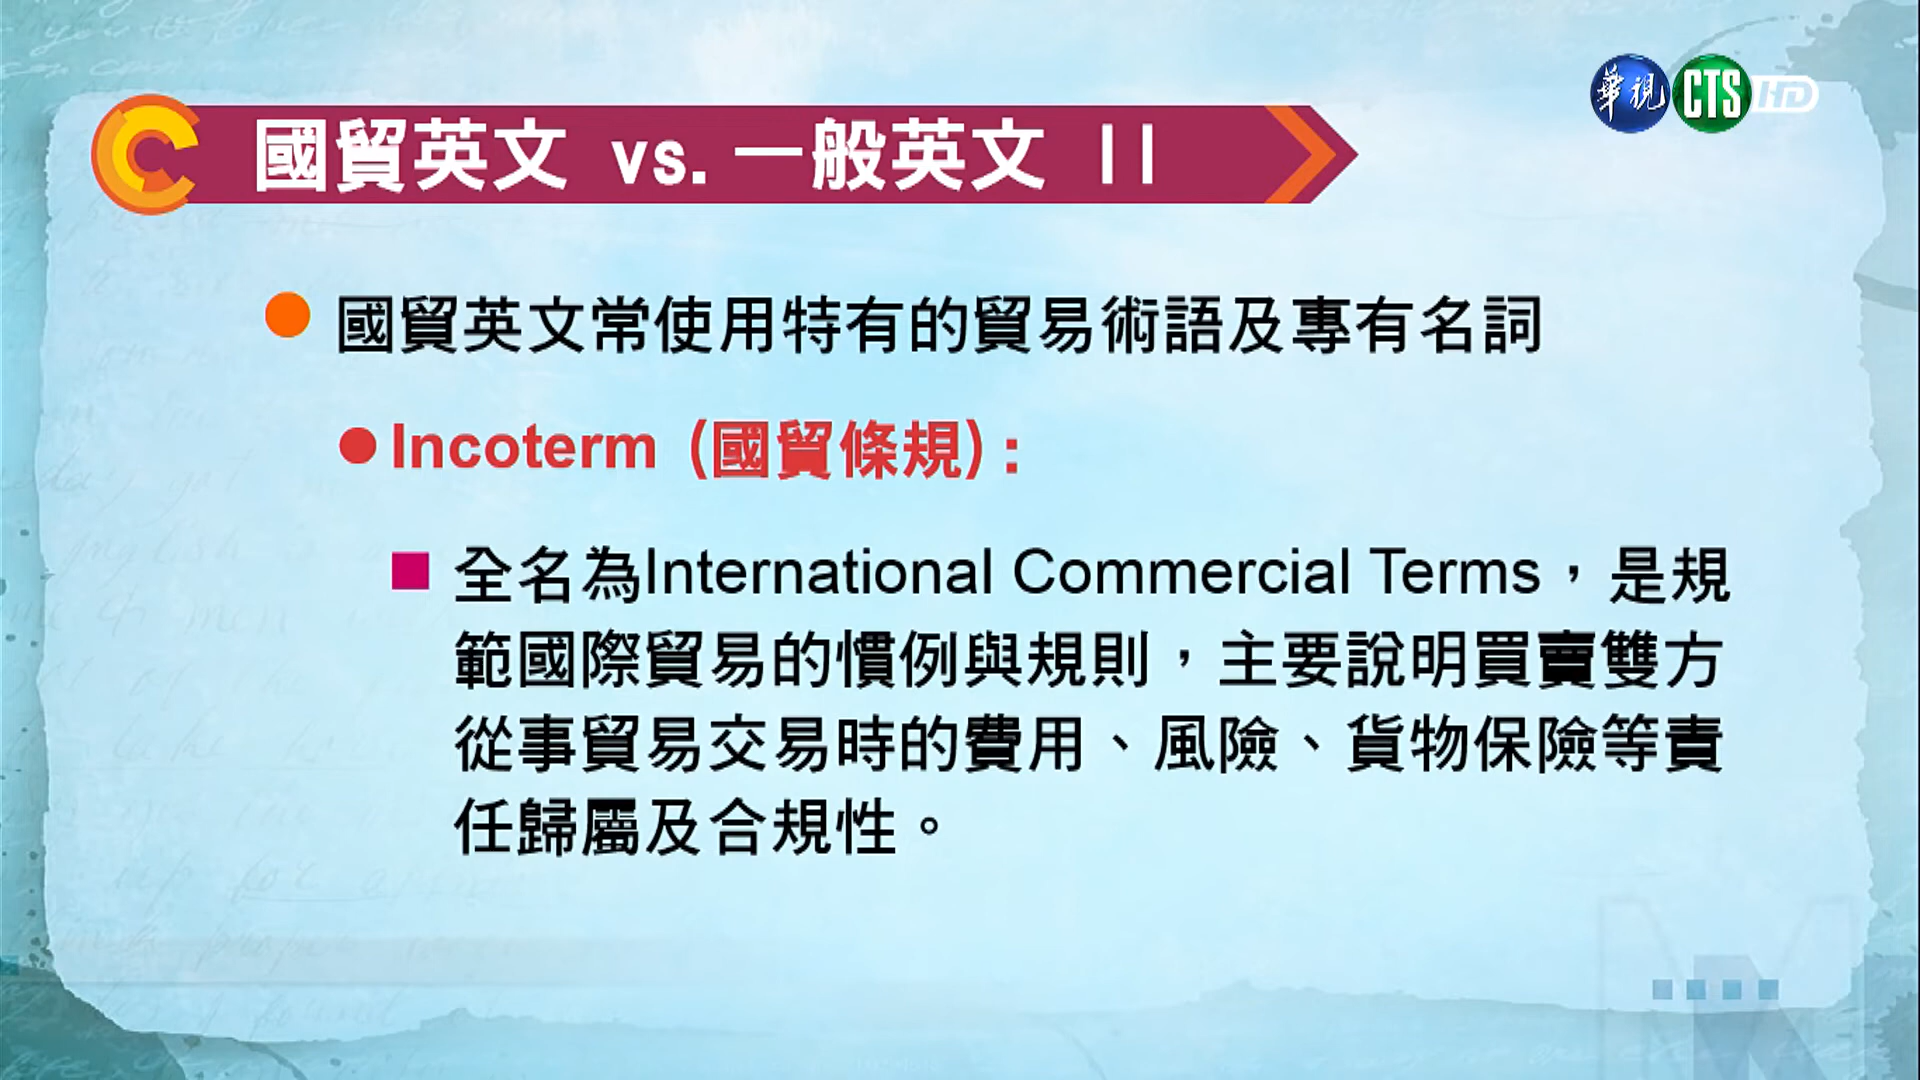 華視 CTS HD
國貿英文 vs. 一般英文 II
國貿英文常使用特有的貿易術語及專有名詞
Incoterm (國貿條規)：
全名為International Commercial Terms，是規
範國際貿易的慣例與規則，主要說明買賣雙方
從事貿易交易時的費用、風險、貨物保險等責
任歸屬及合規性。